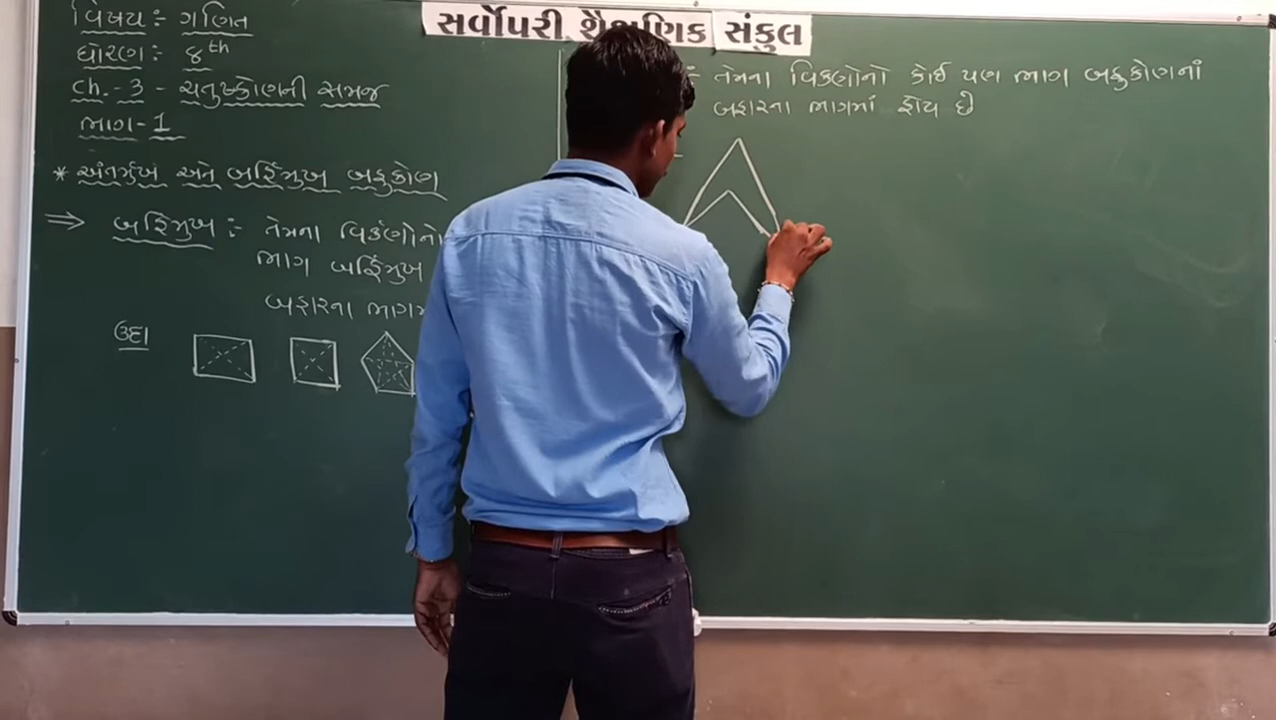 સર્વોપરી શૈક્ષણિક સંકુલ
વિષય :- ગણિત
ધોરણ :- ૪th
ch. - 3 - ચતુષ્કોણની સમજ
ભાગ - 1
* અંતર્મુખ અને બહિર્મુખ બહુકોણ
⇒ બહિર્મુખ :- તેમના વિકર્ણોનો
ભાગ બહિર્મુખ
બહારના
ઉદા
:- તેમના વિકર્ણોનો કોઈ પણ ભાગ બહુકોણનાં
બહારના ભાગમાં હોય છે